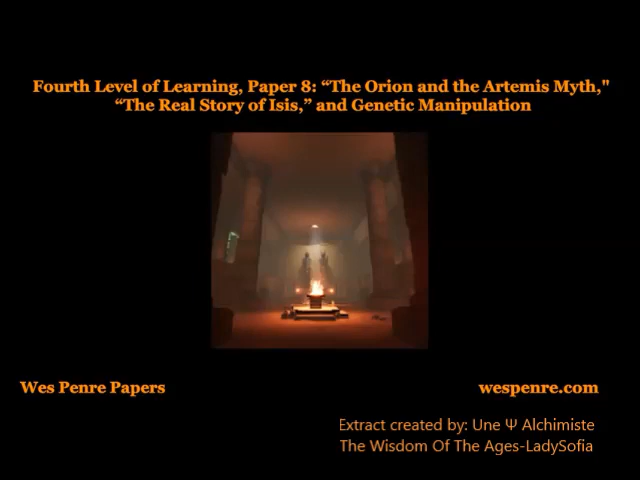 Fourth Level of Learning, Paper 8: “The Orion and the Artemis Myth,"
“The Real Story of Isis,” and Genetic Manipulation
Wes Penre Papers
wespenre.com
Extract created by: Une Ψ Alchimiste
The Wisdom Of The Ages-LadySofia